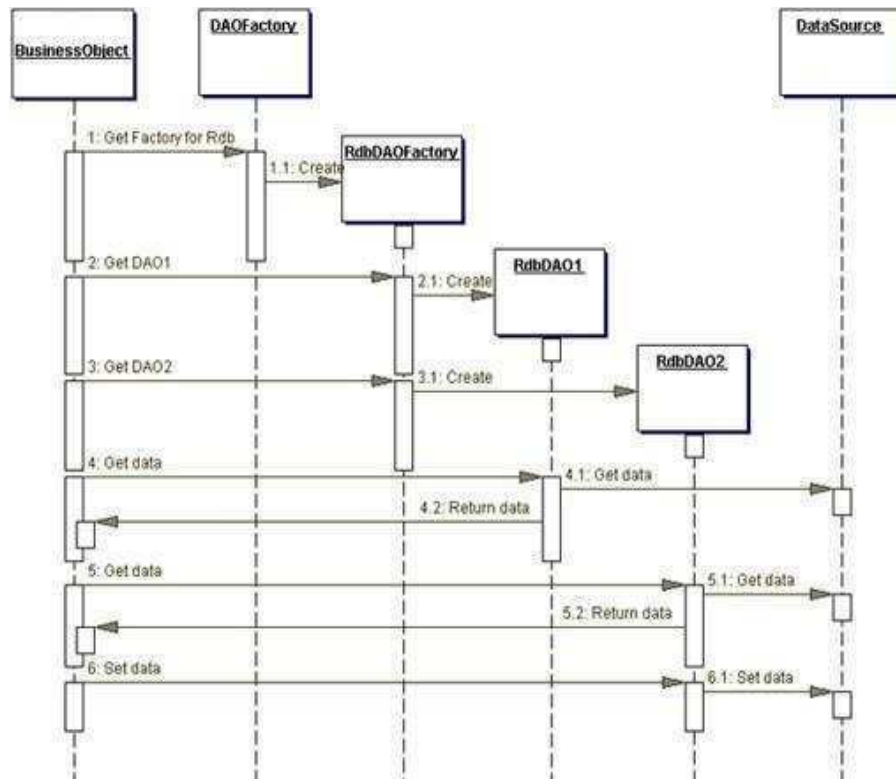 DAOFactory
DataSource
BusinessObject
1: Get Factory for Rdb
RdbDAOFactory
1.1: Create
2: Get DAO1
RdbDAO1
2.1: Create
3: Get DAO2
RdbDAO2
3.1: Create
4: Get data
4.1: Get data
4.2: Return data
5: Get data
5.1: Get data
5.2: Return data
6: Set data
6.1: Set data